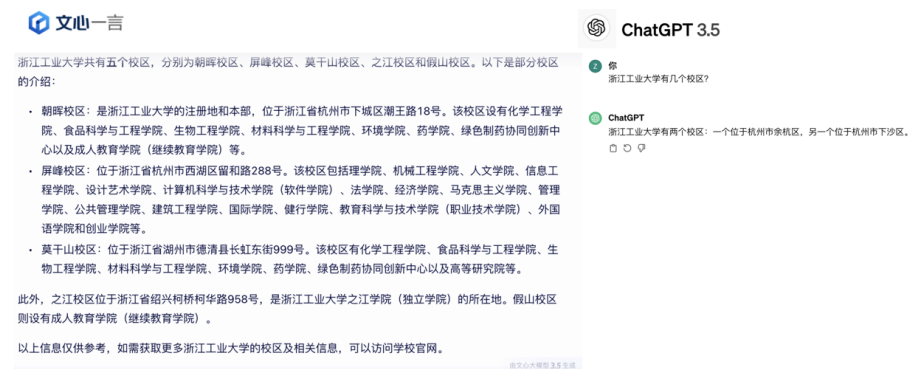 文心一言
浙江工业大学共有五个校区，分别为朝晖校区、屏峰校区、莫干山校区、之江校区和假山校区。以下是部分校区
的介绍：
• 朝晖校区：是浙江工业大学的注册地和本部，位于浙江省杭州市下城区潮王路18号。该校区设有化学工程学
院、食品科学与工程学院、生物工程学院、材料科学与工程学院、环境学院、药学院、绿色制药协同创新中
心以及成人教育学院（继续教育学院）等。
• 屏峰校区：位于浙江省杭州市西湖区留和路288号。该校区包括理学院、机械工程学院、人文学院、信息工
程学院、设计艺术学院、计算机科学与技术学院（软件学院）、法学院、经济学院、马克思主义学院、管理
学院、公共管理学院、建筑工程学院、国际学院、健行学院、教育科学与技术学院（职业技术学院）、外国
语学院和创业学院等。
• 莫干山校区：位于浙江省湖州市德清县长虹东街999号。该校区有化学工程学院、食品科学与工程学院、生
物工程学院、材料科学与工程学院、环境学院、药学院、绿色制药协同创新中心以及高等研究院等。
此外，之江校区位于浙江省绍兴柯桥柯华路958号，是浙江工业大学之江学院（独立学院）的所在地。假山校区
则设有成人教育学院（继续教育学院）。
以上信息仅供参考，如需获取更多浙江工业大学的校区及相关信息，可以访问学校官网。
由文心大模型 3.5 生成
ChatGPT 3.5
Z
你
浙江工业大学有几个校区？
ChatGPT
浙江工业大学有两个校区：一个位于杭州市余杭区，另一个位于杭州市下沙区。